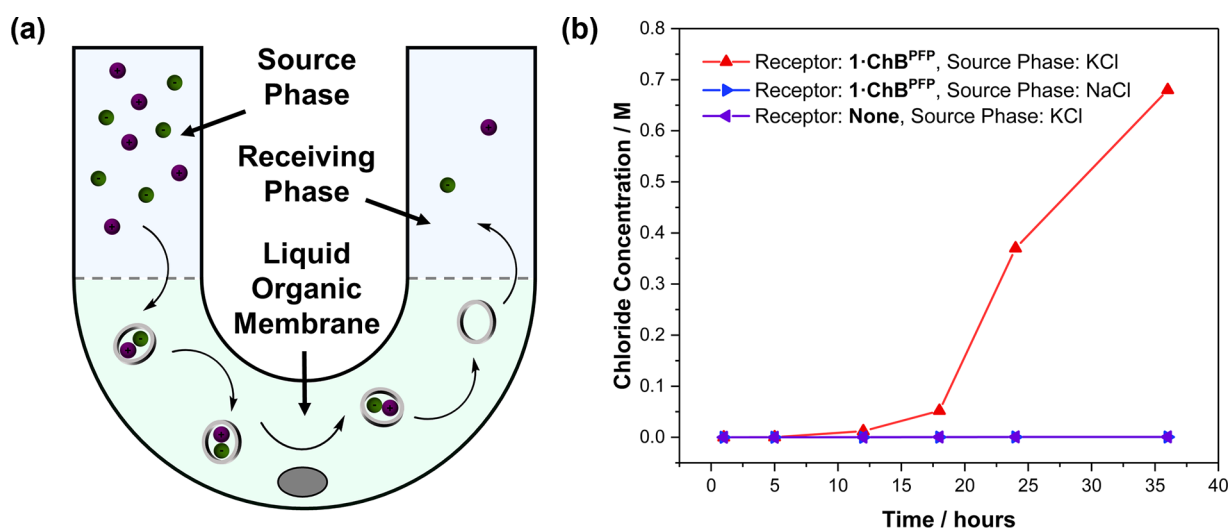 (a)
Source
Phase
Receiving
Phase
Liquid
Organic
Membrane
(b)
Receptor: 1·ChB^PFP, Source Phase: KCl
Receptor: 1·ChB^PFP, Source Phase: NaCl
Receptor: None, Source Phase: KCl
Chloride Concentration / M
0.8
0.7
0.6
0.5
0.4
0.3
0.2
0.1
0.0
0 5 10 15 20 25 30 35 40
Time / hours